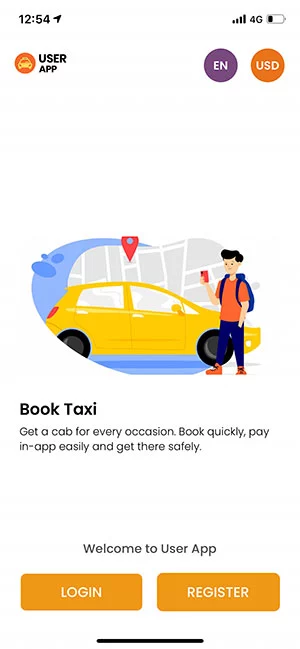 12:54
4G
USER
APP
EN
USD
Book Taxi
Get a cab for every occasion. Book quickly, pay
in-app easily and get there safely.
Welcome to User App
LOGIN
REGISTER